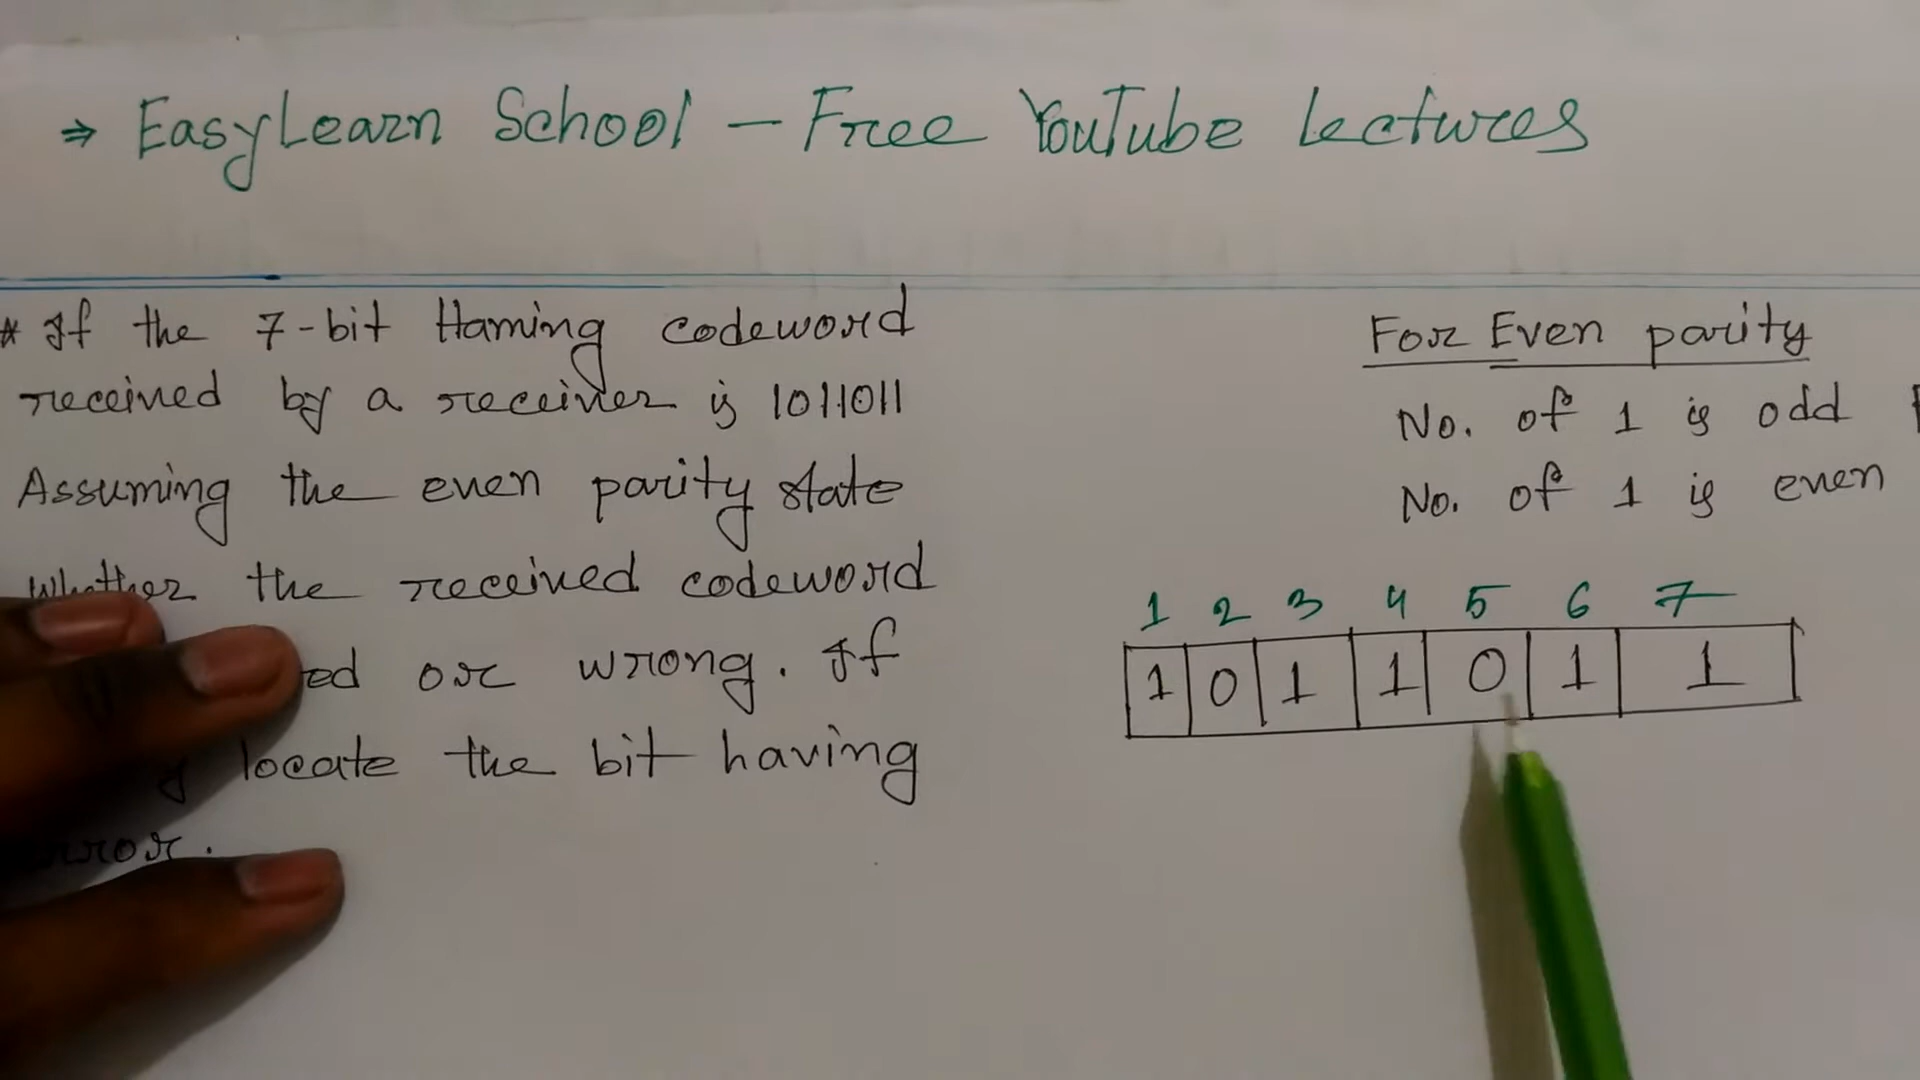 ⇒ EasyLearn School - Free YouTube Lectures
* If the 7-bit Haming codeword
received by a receiver is 1011011
Assuming the even parity state
Whether the received codeword
or wrong. If
locate the bit having
For Even parity
No. of 1 is odd
No. of 1 is even
1 2 3 4 5 6 7
1 0 1 1 0 1 1